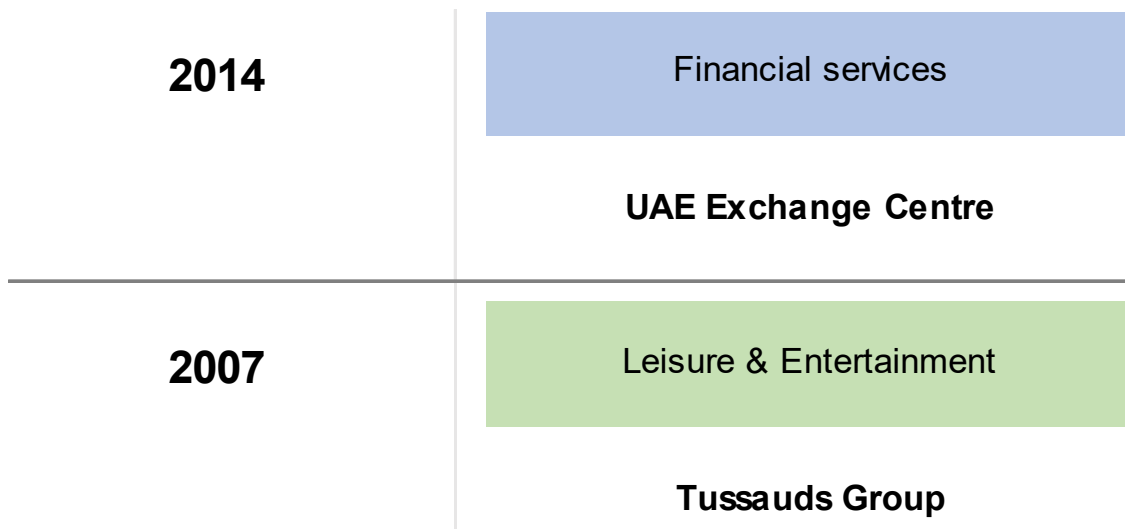 2014
Financial services
UAE Exchange Centre
2007
Leisure & Entertainment
Tussauds Group